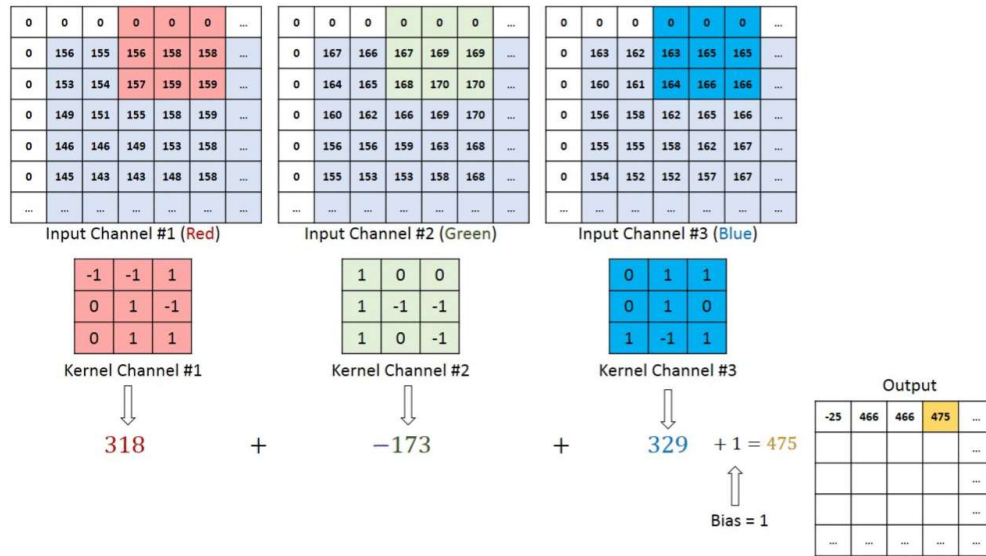 0 0 0 0 0 0 ... 0 0 0 0 0 0 ... 0 0 0 0 0 0 ...
0 156 155 156 158 158 ... 0 167 166 167 169 169 ... 0 163 162 163 165 165 ...
0 153 154 157 159 159 ... 0 164 165 168 170 170 ... 0 160 161 164 166 166 ...
0 149 151 155 158 159 ... 0 160 162 166 169 170 ... 0 156 158 162 165 166 ...
0 146 146 149 153 158 ... 0 156 156 159 163 168 ... 0 155 155 158 162 167 ...
0 145 143 143 148 158 ... 0 155 153 153 158 168 ... 0 154 152 152 157 167 ...
... ... ... ... ... ... ... ... ... ... ... ... ... ... ... ... ... ... ... ... ...
Input Channel #1 (Red) Input Channel #2 (Green) Input Channel #3 (Blue)
-1 -1 1 1 0 0 0 1 1
0 1 -1 1 -1 -1 0 1 0
0 1 1 1 0 -1 1 -1 1
Kernel Channel #1 Kernel Channel #2 Kernel Channel #3
Output
-25 466 466 475 ...
318 + −173 + 329 + 1 = 475
...
...
...
Bias = 1
... ... ... ... ...